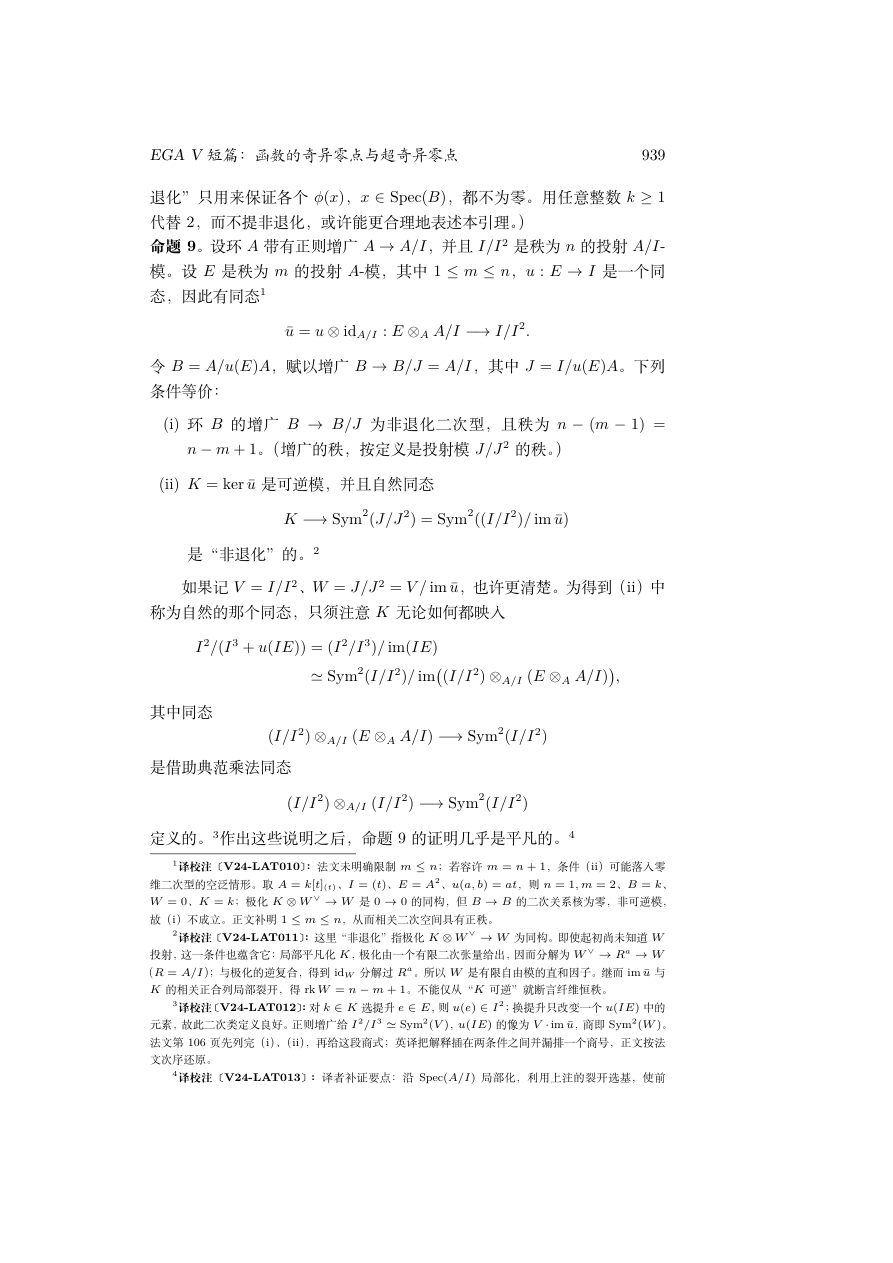 EGA V 短篇：函数的奇异零点与超奇异零点 939
退化” 只用来保证各个 ϕ(x)，x ∈ Spec(B)，都不为零。用任意整数 k ≥ 1
代替 2，而不提非退化，或许能更合理地表述本引理。）
命题 9。设环 A 带有正则增广 A → A/I，并且 I/I² 是秩为 n 的投射 A/I-
模。设 E 是秩为 m 的投射 A-模，其中 1 ≤ m ≤ n，u : E → I 是一个同
态，因此有同态¹
ū = u ⊗ id_{A/I} : E ⊗_A A/I ⟶ I/I².
令 B = A/u(E)A，赋以增广 B → B/J = A/I，其中 J = I/u(E)A。下列
条件等价：
(i) 环 B 的增广 B → B/J 为非退化二次型，且秩为 n − (m − 1) =
n − m + 1。（增广的秩，按定义是投射模 J/J² 的秩。）
(ii) K = ker ū 是可逆模，并且自然同态
K ⟶ Sym²(J/J²) = Sym²((I/I²)/ im ū)
是 “非退化” 的。²
如果记 V = I/I²、W = J/J² = V/ im ū，也许更清楚。为得到（ii）中
称为自然的那个同态，只须注意 K 无论如何都映入
I²/(I³ + u(IE)) = (I²/I³)/ im(IE)
≃ Sym²(I/I²)/ im((I/I²) ⊗_{A/I} (E ⊗_A A/I)),
其中同态
(I/I²) ⊗_{A/I} (E ⊗_A A/I) ⟶ Sym²(I/I²)
是借助典范乘法同态
(I/I²) ⊗_{A/I} (I/I²) ⟶ Sym²(I/I²)
定义的。³作出这些说明之后，命题 9 的证明几乎是平凡的。⁴
¹译校注〔V24-LAT010〕：法文未明确限制 m ≤ n；若容许 m = n + 1，条件（ii）可能落入零
维二次型的空泛情形。取 A = k[t]_{(t)}、I = (t)、E = A²、u(a, b) = at，则 n = 1, m = 2、B = k、
W = 0、K = k；极化 K ⊗ W^∨ → W 是 0 → 0 的同构，但 B → B 的二次关系核为零，非可逆模，
故（i）不成立。正文补明 1 ≤ m ≤ n，从而相关二次空间具有正秩。
²译校注〔V24-LAT011〕：这里 “非退化” 指极化 K ⊗ W^∨ → W 为同构。即使起初尚未知道 W
投射，这一条件也蕴含它：局部平凡化 K，极化由一个有限二次张量给出，因而分解为 W^∨ → R^a → W
（R = A/I）；与极化的逆复合，得到 id_W 分解过 R^a。所以 W 是有限自由模的直和因子。继而 im ū 与
K 的相关正合列局部裂开，得 rk W = n − m + 1。不能仅从 “K 可逆” 就断言纤维恒秩。
³译校注〔V24-LAT012〕：对 k ∈ K 选提升 e ∈ E，则 u(e) ∈ I²；换提升只改变一个 u(IE) 中的
元素，故此二次类定义良好。正则增广给 I²/I³ ≃ Sym²(V)，u(IE) 的像为 V · im ū，商即 Sym²(W)。
法文第 106 页先列完（i）、（ii），再给这段商式；英译把解释插在两条件之间并漏排一个商号，正文按法
文次序还原。
⁴译校注〔V24-LAT013〕：译者补证要点：沿 Spec(A/I) 局部化，利用上注的裂开选基，使前